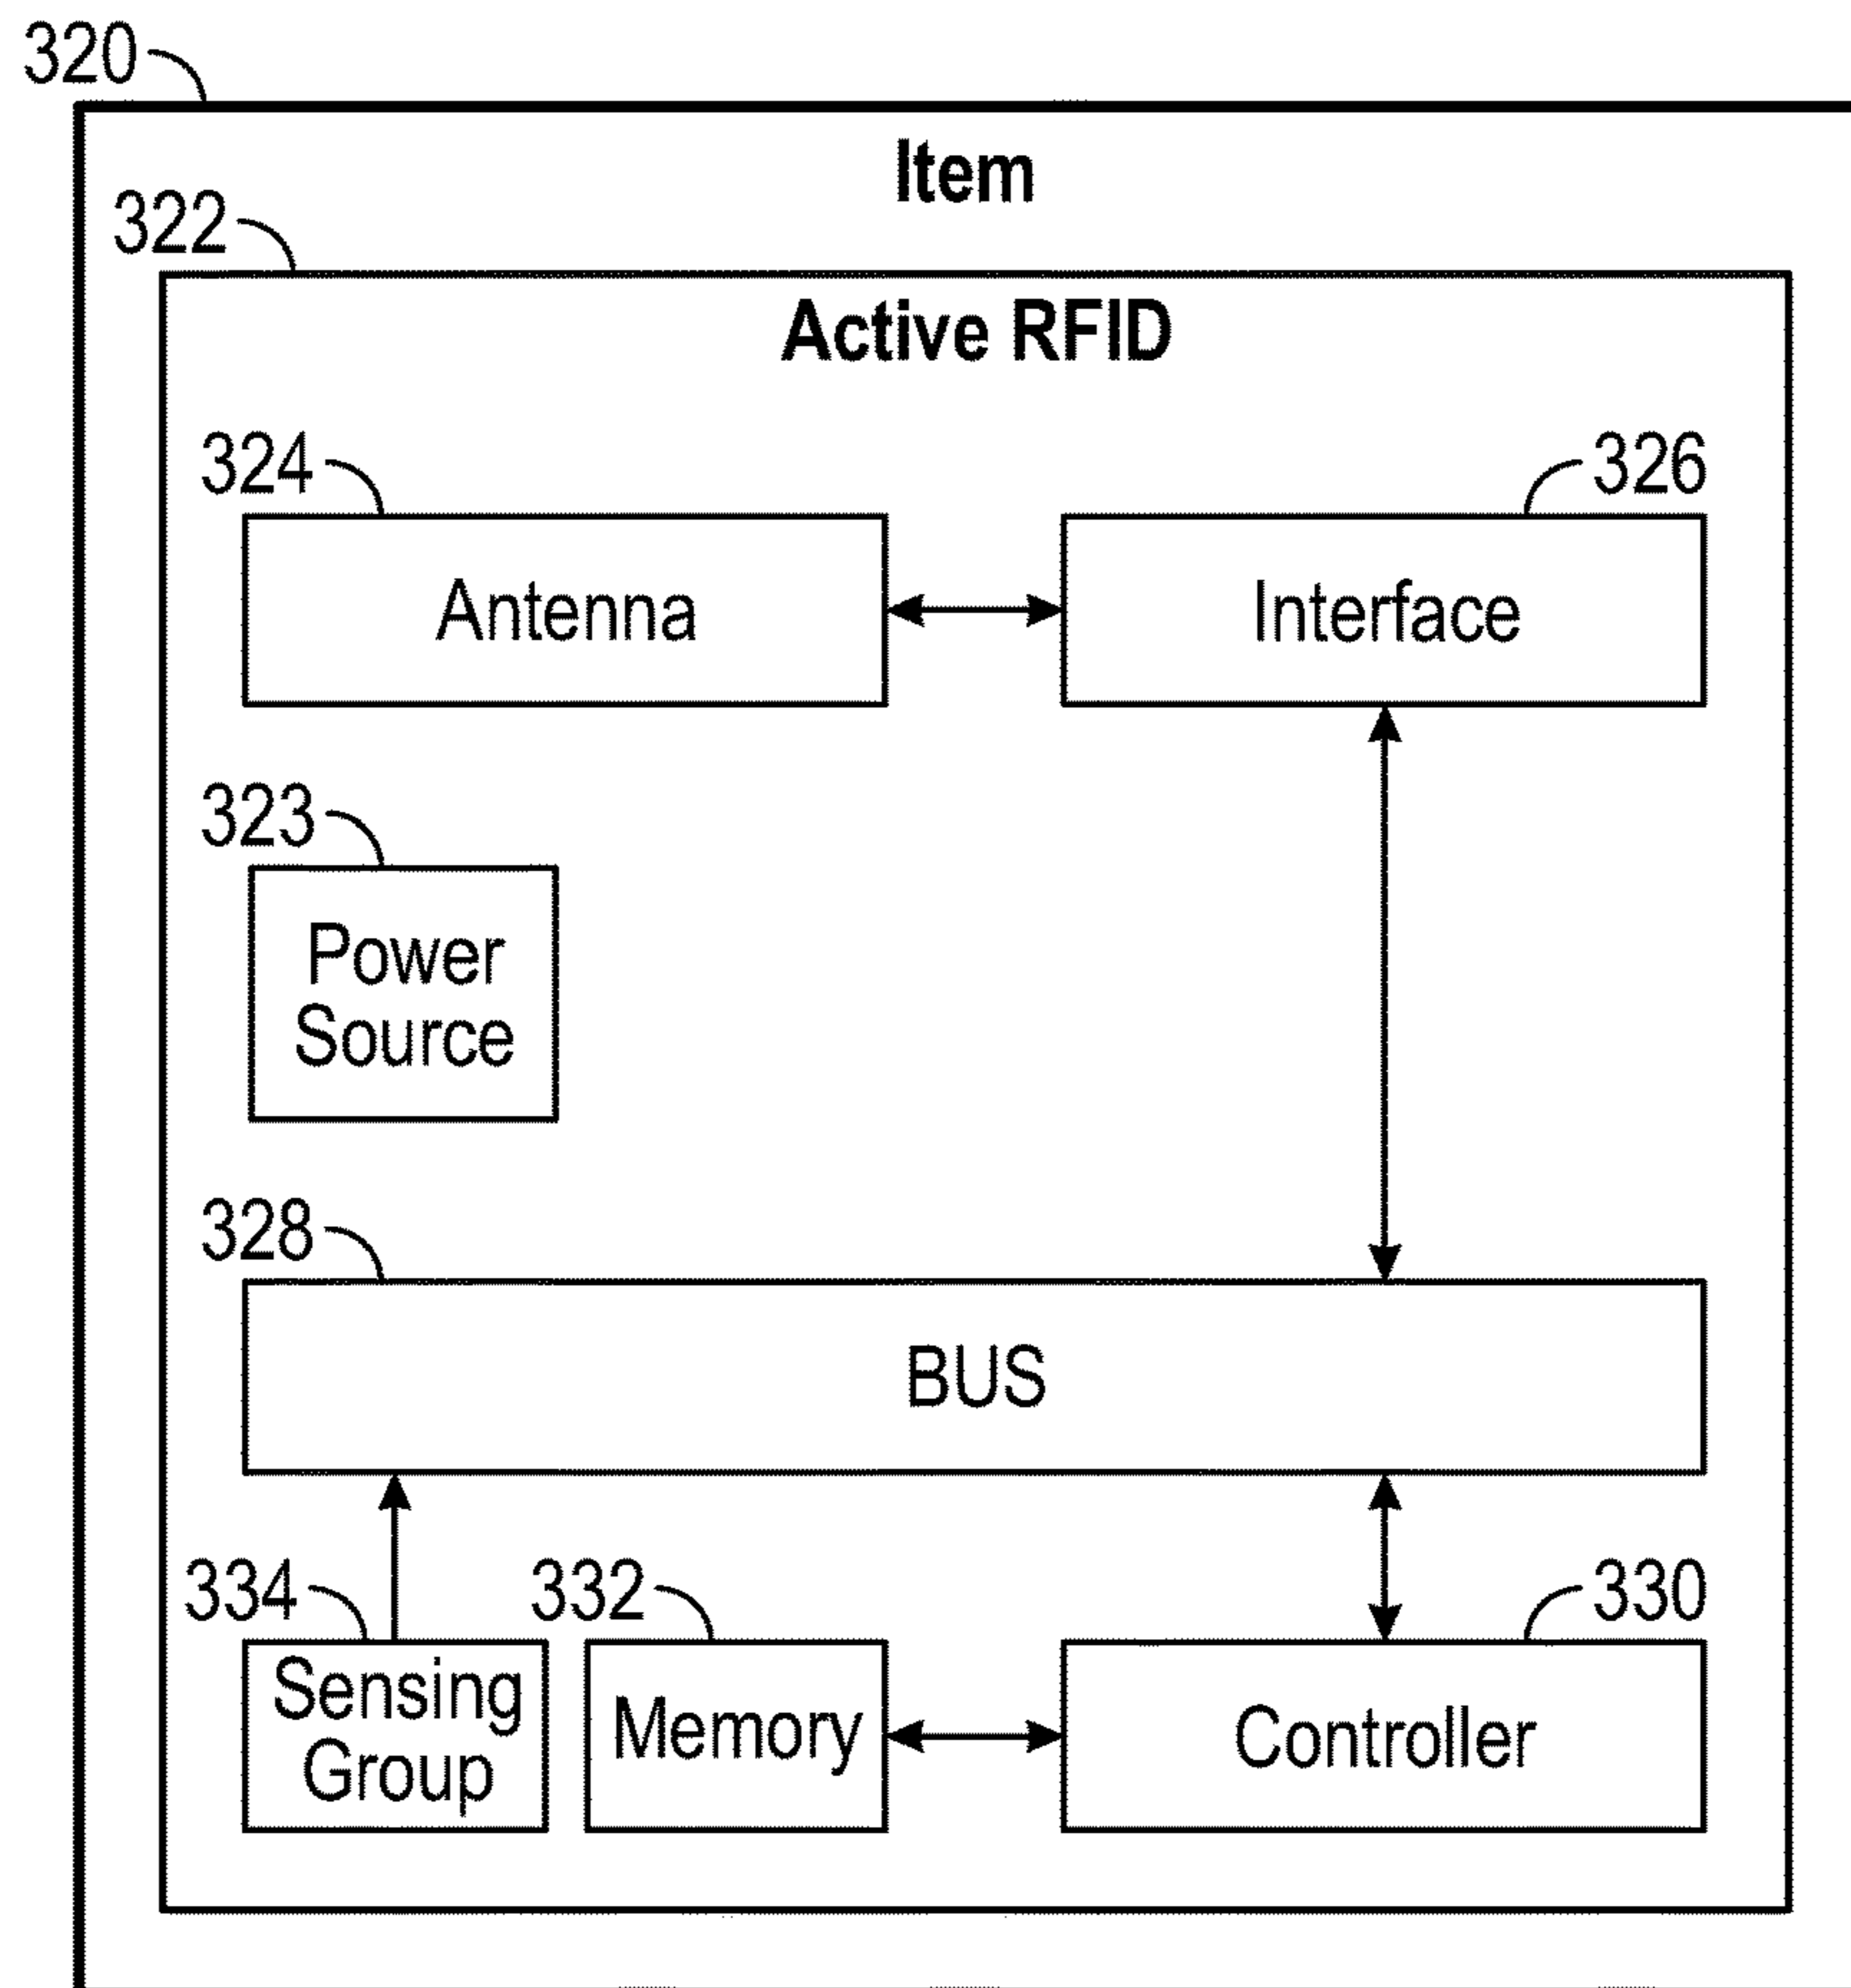 320
Item
322
Active RFID
324
326
Antenna
Interface
323
Power
Source
328
BUS
334
332
330
Sensing
Group
Memory
Controller